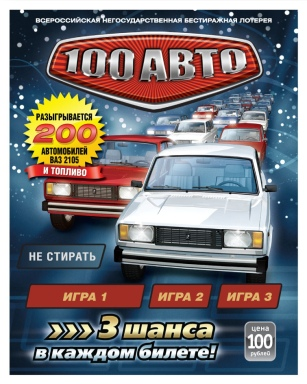 ВСЕРОССИЙСКАЯ НЕГОСУДАРСТВЕННАЯ БЕСТИРАЖНАЯ ЛОТЕРЕЯ
100 АВТО
РАЗЫГРЫВАЕТСЯ
200
АВТОМОБИЛЕЙ
ВАЗ 2105
И ТОПЛИВО
НЕ СТИРАТЬ
ИГРА 1 ИГРА 2 ИГРА 3
>>>> 3 шанса
в каждом билете!
цена
100
рублей